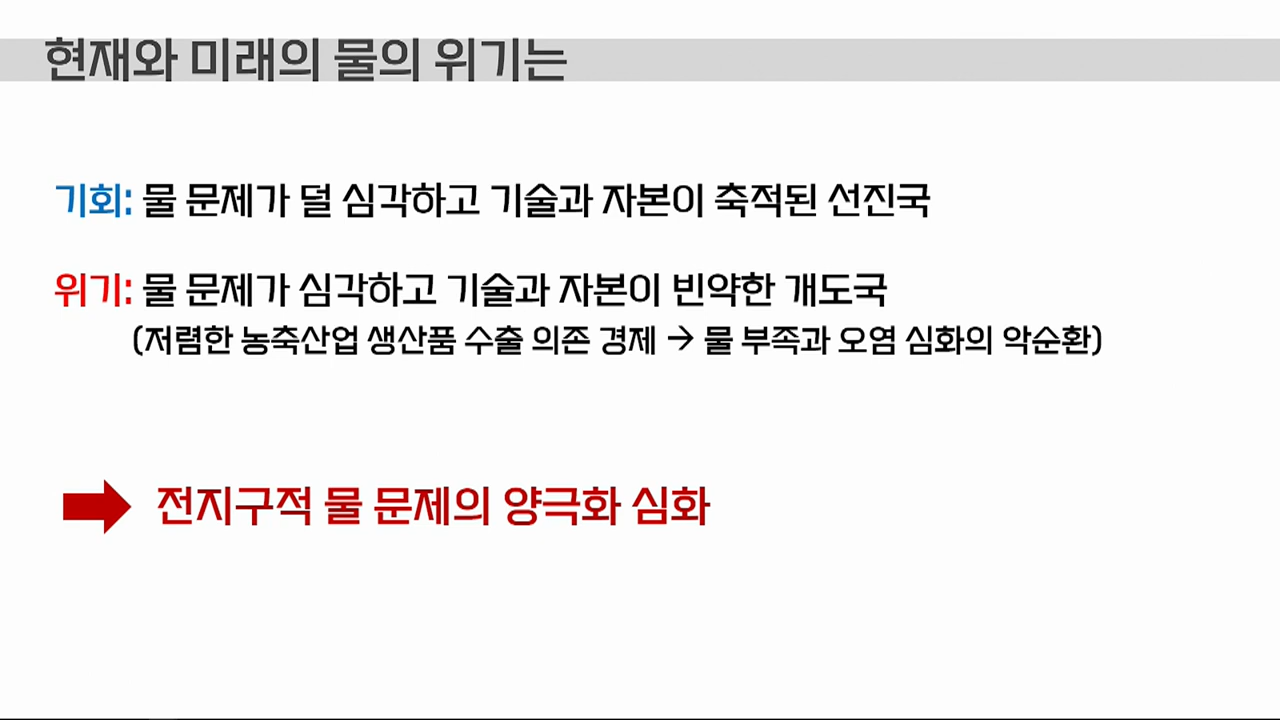 현재와 미래의 물의 위기는
기회: 물 문제가 덜 심각하고 기술과 자본이 축적된 선진국
위기: 물 문제가 심각하고 기술과 자본이 빈약한 개도국
(저렴한 농축산업 생산품 수출 의존 경제 → 물 부족과 오염 심화의 악순환)
전지구적 물 문제의 양극화 심화